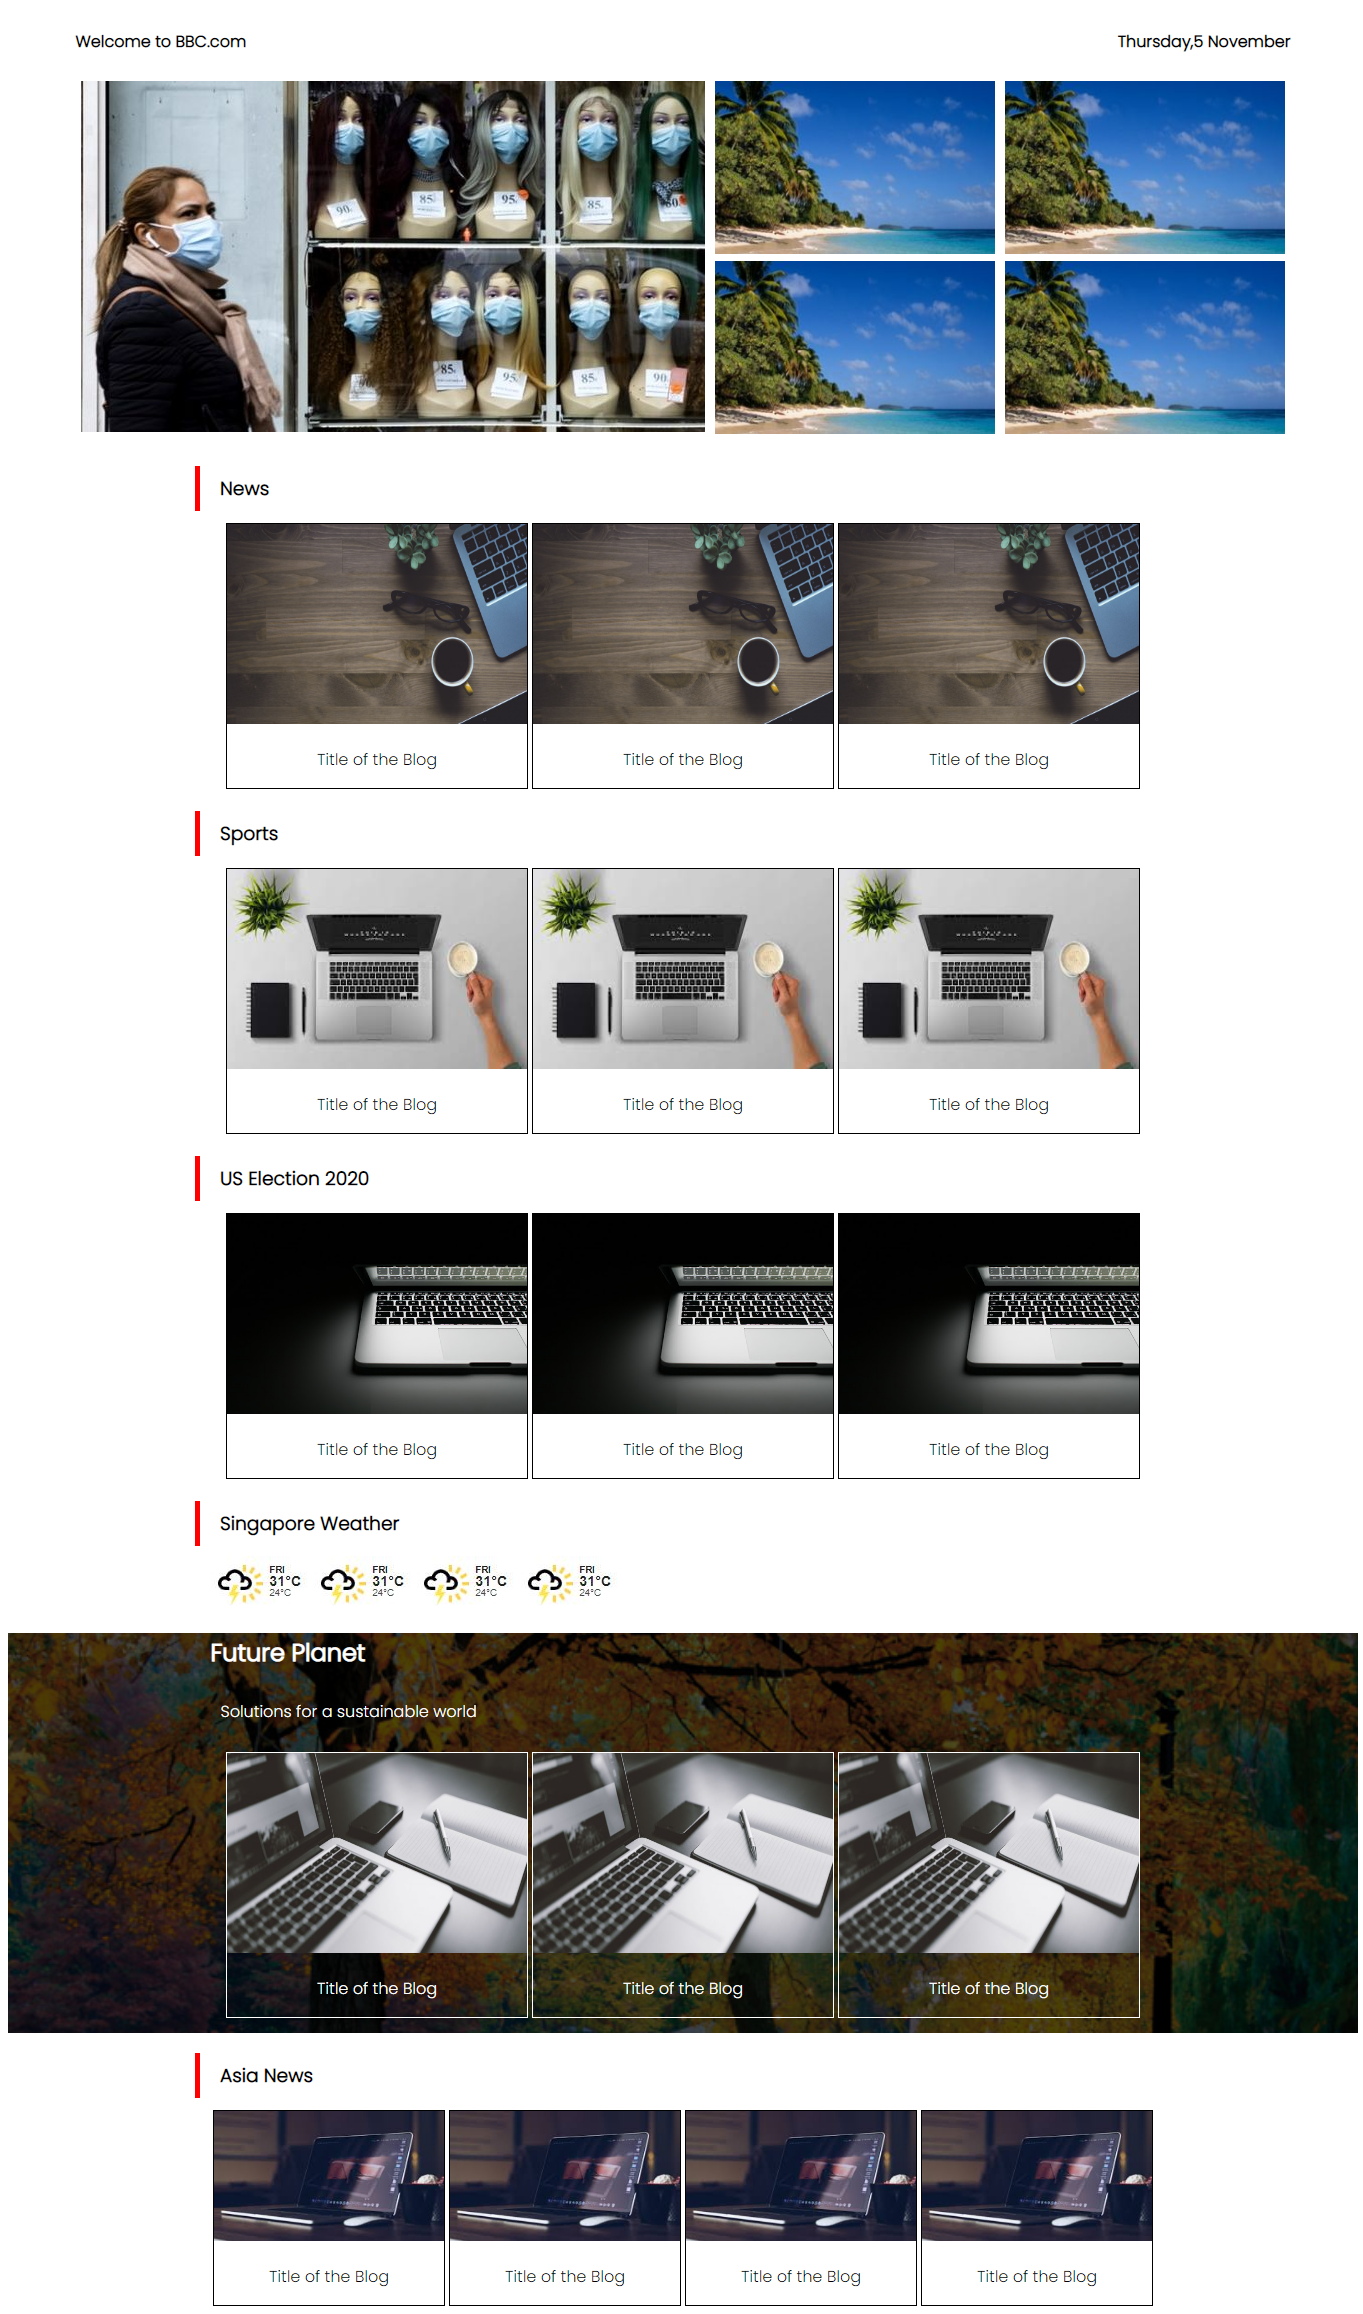 Welcome to BBC.com
Thursday,5 November
90,
85,
95,
85,
60
90
85,
95,
85,
90,
News
Title of the Blog
Title of the Blog
Title of the Blog
Sports
Title of the Blog
Title of the Blog
Title of the Blog
US Election 2020
Title of the Blog
Title of the Blog
Title of the Blog
Singapore Weather
FRI
31°C
24°C
FRI
31°C
24°C
FRI
31°C
24°C
FRI
31°C
24°C
Future Planet
Solutions for a sustainable world
Title of the Blog
Title of the Blog
Title of the Blog
Asia News
Title of the Blog
Title of the Blog
Title of the Blog
Title of the Blog